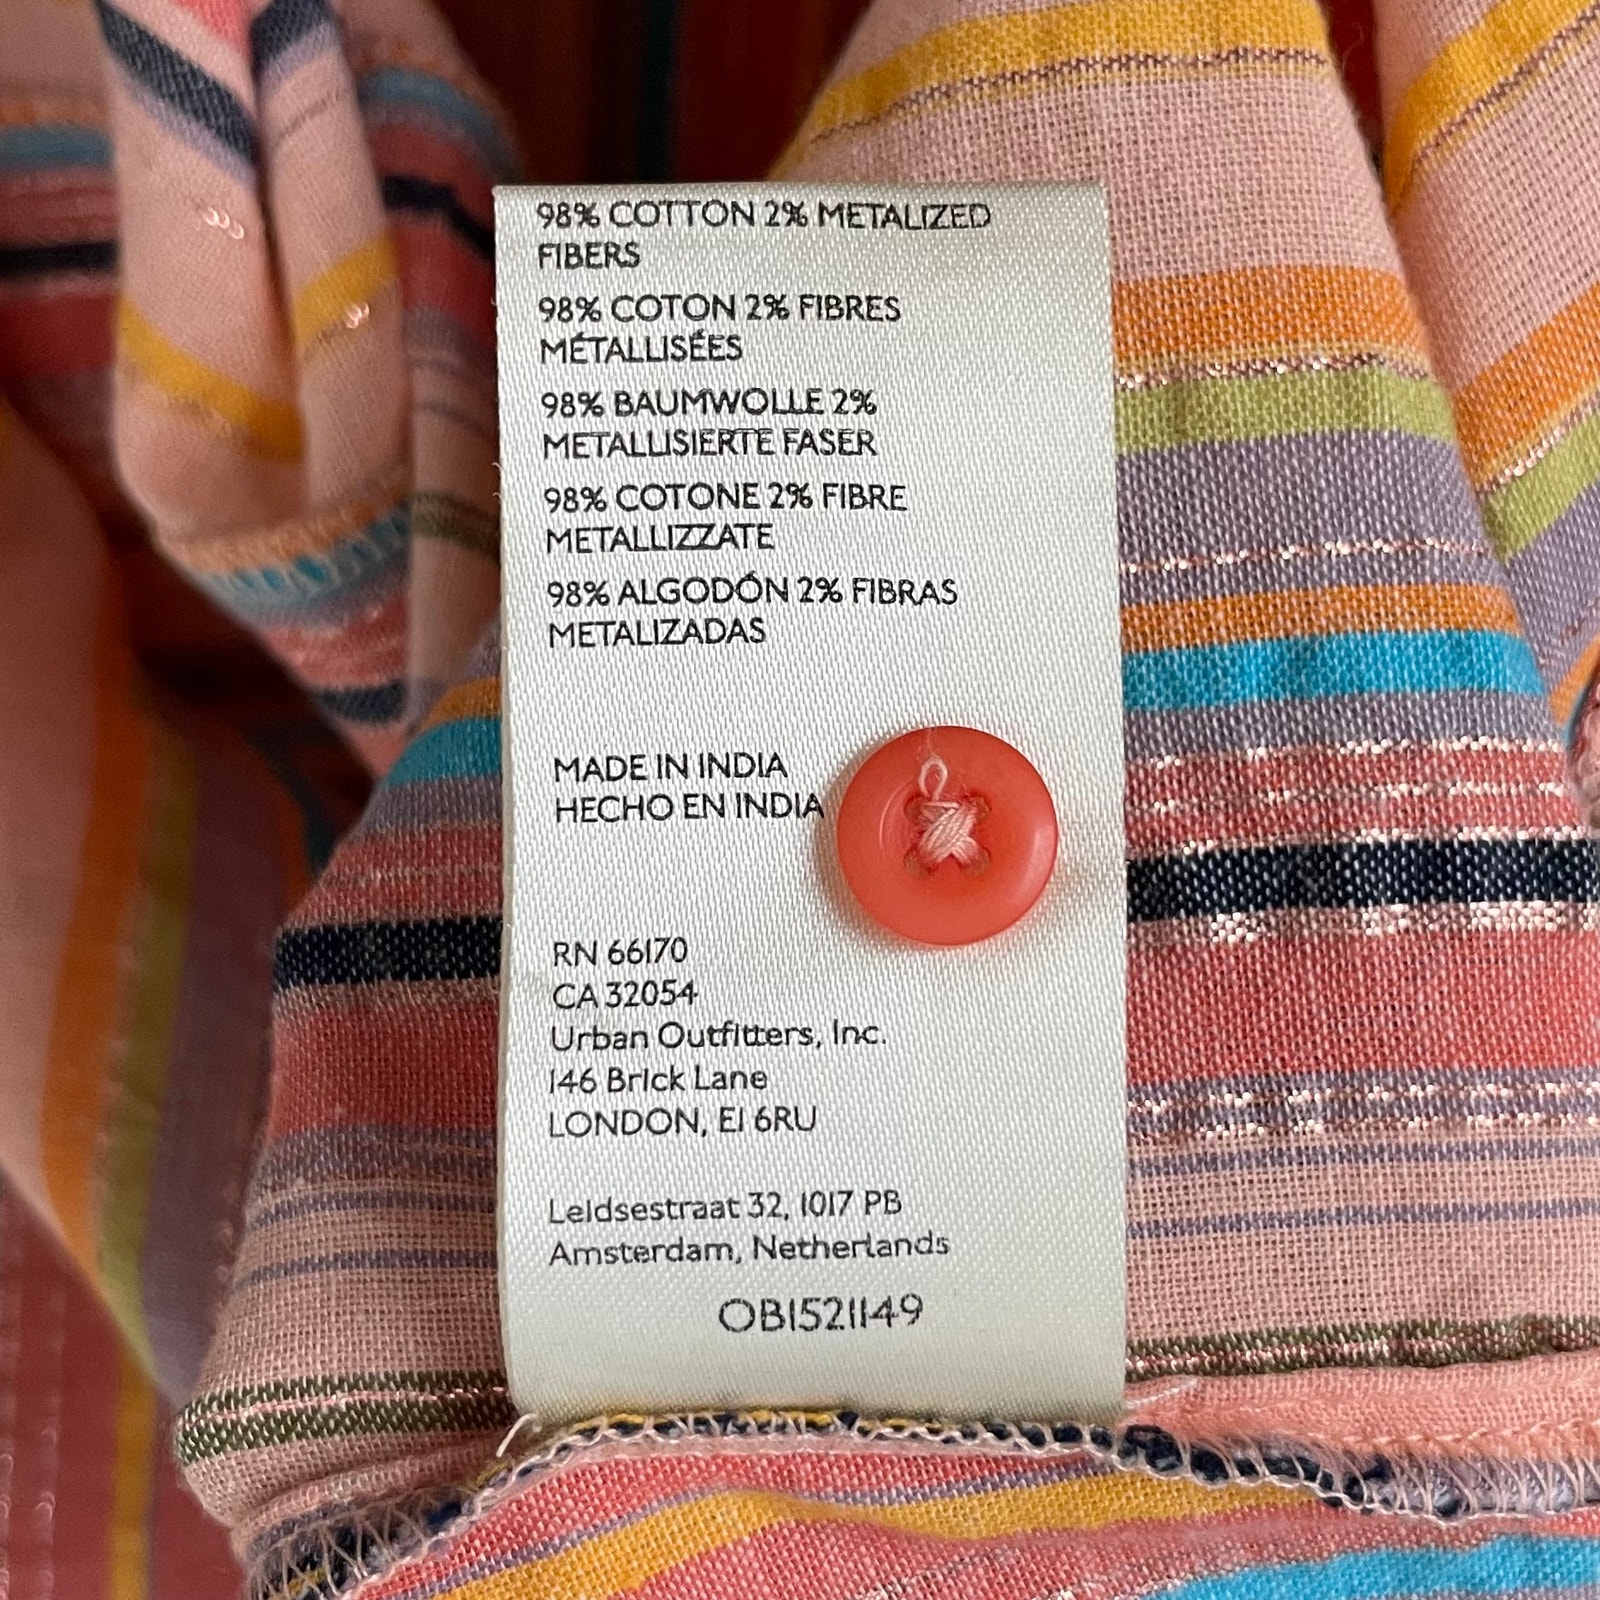 98% COTTON 2% METALIZED
FIBERS
98% COTON 2% FIBRES
MÉTALLISÉES
98% BAUMWOLLE 2%
METALLISIERTE FASER
98% COTONE 2% FIBRE
METALLIZZATE
98% ALGODÓN 2% FIBRAS
METALIZADAS
MADE IN INDIA
HECHO EN INDIA
RN 66170
CA 32054
Urban Outfitters, Inc.
146 Brick Lane
LONDON, E1 6RU
Leidsestraat 32, 1017 PB
Amsterdam, Netherlands
OB1521149